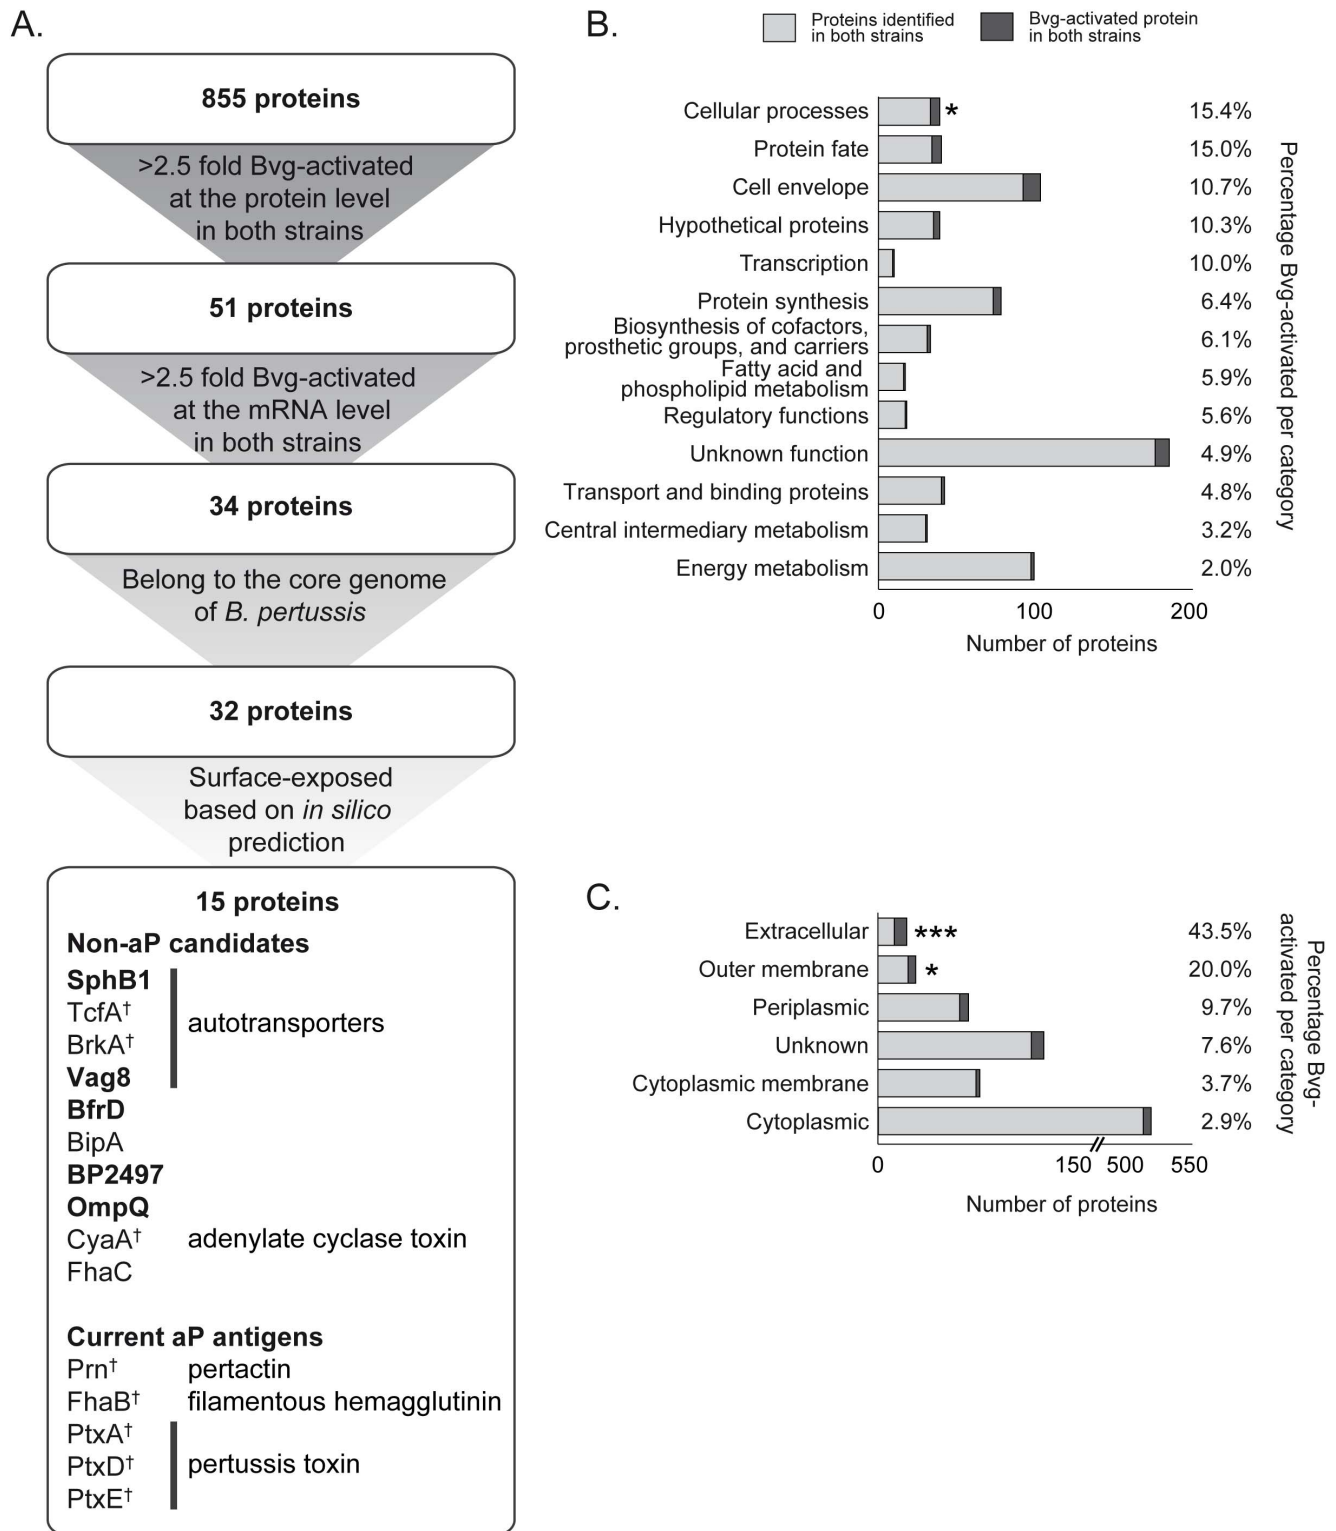 A.
855 proteins
>2.5 fold Bvg-activated
at the protein level
in both strains
51 proteins
>2.5 fold Bvg-activated
at the mRNA level
in both strains
34 proteins
Belong to the core genome
of B. pertussis
32 proteins
Surface-exposed
based on in silico
prediction
15 proteins
Non-aP candidates
SphB1
TcfA†
autotransporters
BrkA†
Vag8
BfrD
BipA
BP2497
OmpQ
CyaA† adenylate cyclase toxin
FhaC
Current aP antigens
Prn† pertactin
FhaB† filamentous hemagglutinin
PtxA†
PtxD† pertussis toxin
PtxE†
B.
Proteins identified
in both strains
Bvg-activated protein
in both strains
Cellular processes * 15.4%
Protein fate 15.0%
Cell envelope 10.7%
Hypothetical proteins 10.3%
Transcription 10.0%
Protein synthesis 6.4%
Biosynthesis of cofactors,
prosthetic groups, and carriers 6.1%
Fatty acid and
phospholipid metabolism 5.9%
Regulatory functions 5.6%
Unknown function 4.9%
Transport and binding proteins 4.8%
Central intermediary metabolism 3.2%
Energy metabolism 2.0%
0 100 200
Number of proteins
Percentage Bvg-activated per category
C.
Extracellular *** 43.5%
Outer membrane * 20.0%
Periplasmic 9.7%
Unknown 7.6%
Cytoplasmic membrane 3.7%
Cytoplasmic 2.9%
0 150 500 550
Number of proteins
Percentage Bvg-
activated per category